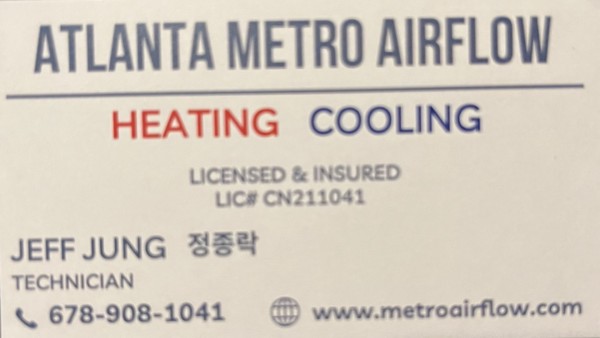 ATLANTA METRO AIRFLOW
HEATING COOLING
LICENSED & INSURED
LIC# CN211041
JEFF JUNG 정종락
TECHNICIAN
678-908-1041 www.metroairflow.com